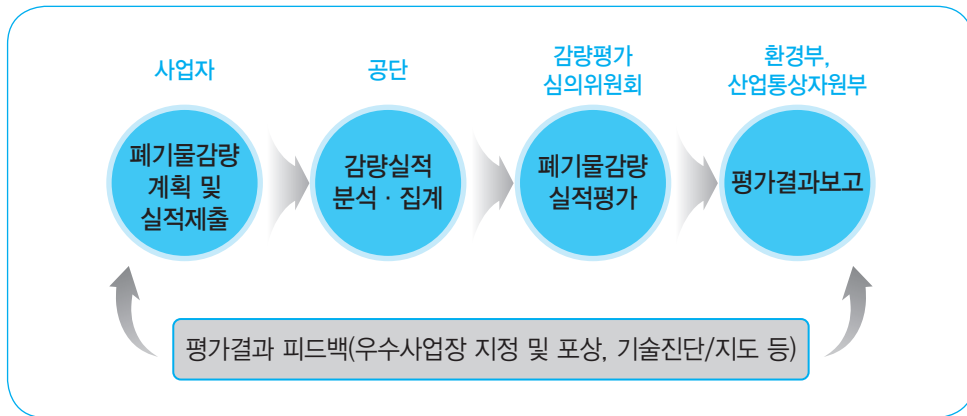 사업자
폐기물감량
계획 및
실적제출
공단
감량실적
분석 · 집계
감량평가
심의위원회
폐기물감량
실적평가
환경부,
산업통상자원부
평가결과보고
평가결과 피드백(우수사업장 지정 및 포상, 기술진단/지도 등)